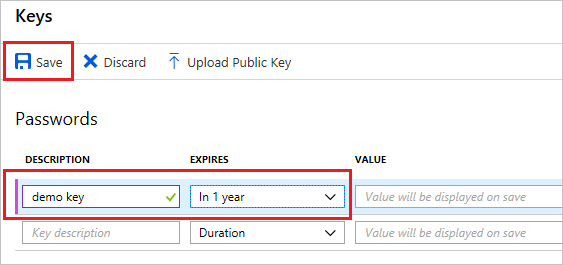 Keys
Save Discard Upload Public Key
Passwords
DESCRIPTION EXPIRES VALUE
demo key In 1 year Value will be displayed on save
Key description Duration Value will be displayed on save